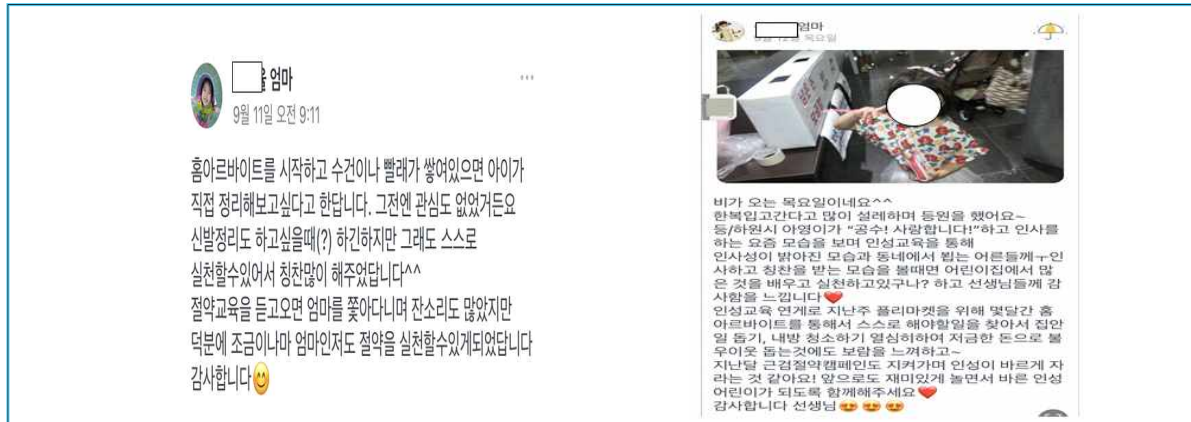 엄마
9월 11일 오전 9:11
홈아르바이트를 시작하고 수건이나 빨래가 쌓여있으면 아이가
직접 정리해보고싶다고 한답니다. 그전엔 관심도 없었거든요
신발정리도 하고싶을때(?) 하긴하지만 그래도 스스로
실천할수있어서 칭찬많이 해주었답니다^^
절약교육을 듣고오면 엄마를 쫓아다니며 잔소리도 많았지만
덕분에 조금이나마 엄마인저도 절약을 실천할수있게되었답니다
감사합니다😊
엄마
12일 목요일
비가 오는 목요일이네요^^
한복입고간다고 많이 설레하며 등원을 했어요~
등/하원시 아영이가 "공수! 사랑합니다!"하고 인사를
하는 요즘 모습을 보며 인성교육을 통해
인사성이 밝아진 모습과 동네에서 뵙는 어른들께ㅜ인
사하고 칭찬을 받는 모습을 볼때면 어린이집에서 많
은 것을 배우고 실천하고있구나? 하고 선생님들께 감
사함을 느낍니다❤️
인성교육 연게로 지난주 플리마켓을 위해 몇달간 홈
아르바이트를 통해서 스스로 해야할일을 찾아서 집안
일 돕기, 내방 청소하기 열심히하여 저금한 돈으로 불
우이웃 돕는것에도 보람을 느껴하고~
지난달 근검절약캠페인도 지켜가며 인성이 바르게 자
라는 것 같아요! 앞으로도 재미있게 놀면서 바른 인성
어린이가 되도록 함께해주세요❤️
감사합니다 선생님😍😍😍